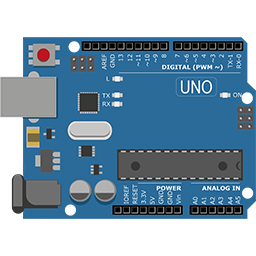 AREF
GND
13
12
~11
~10
~9
8
7
~6
~5
4
~3
2
TX-1
RX-0
DIGITAL (PWM ~)
L
TX
RX
UNO
ON
POWER
ANALOG IN
IOREF
RESET
3.3V
5V
GND
GND
Vin
A0
A1
A2
A3
A4
A5